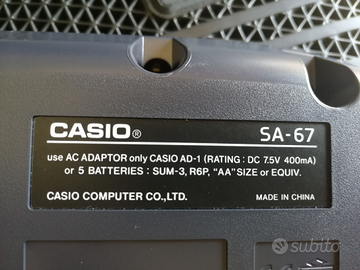 CASIO® SA-67
use AC ADAPTOR only CASIO AD-1 (RATING : DC 7.5V 400mA)
or 5 BATTERIES : SUM-3, R6P, "AA" SIZE or EQUIV.
CASIO COMPUTER CO., LTD. MADE IN CHINA
subito